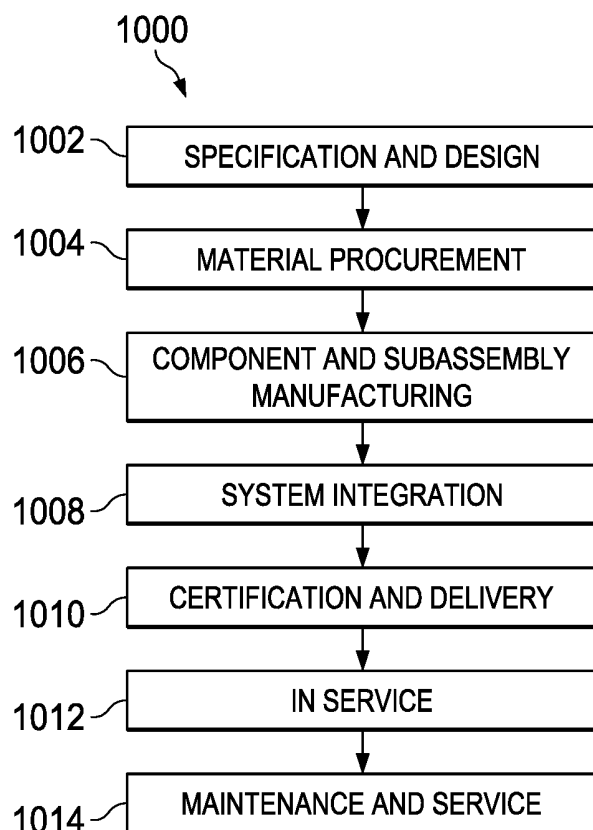 1000
1002
SPECIFICATION AND DESIGN
1004
MATERIAL PROCUREMENT
1006
COMPONENT AND SUBASSEMBLY
MANUFACTURING
1008
SYSTEM INTEGRATION
1010
CERTIFICATION AND DELIVERY
1012
IN SERVICE
1014
MAINTENANCE AND SERVICE